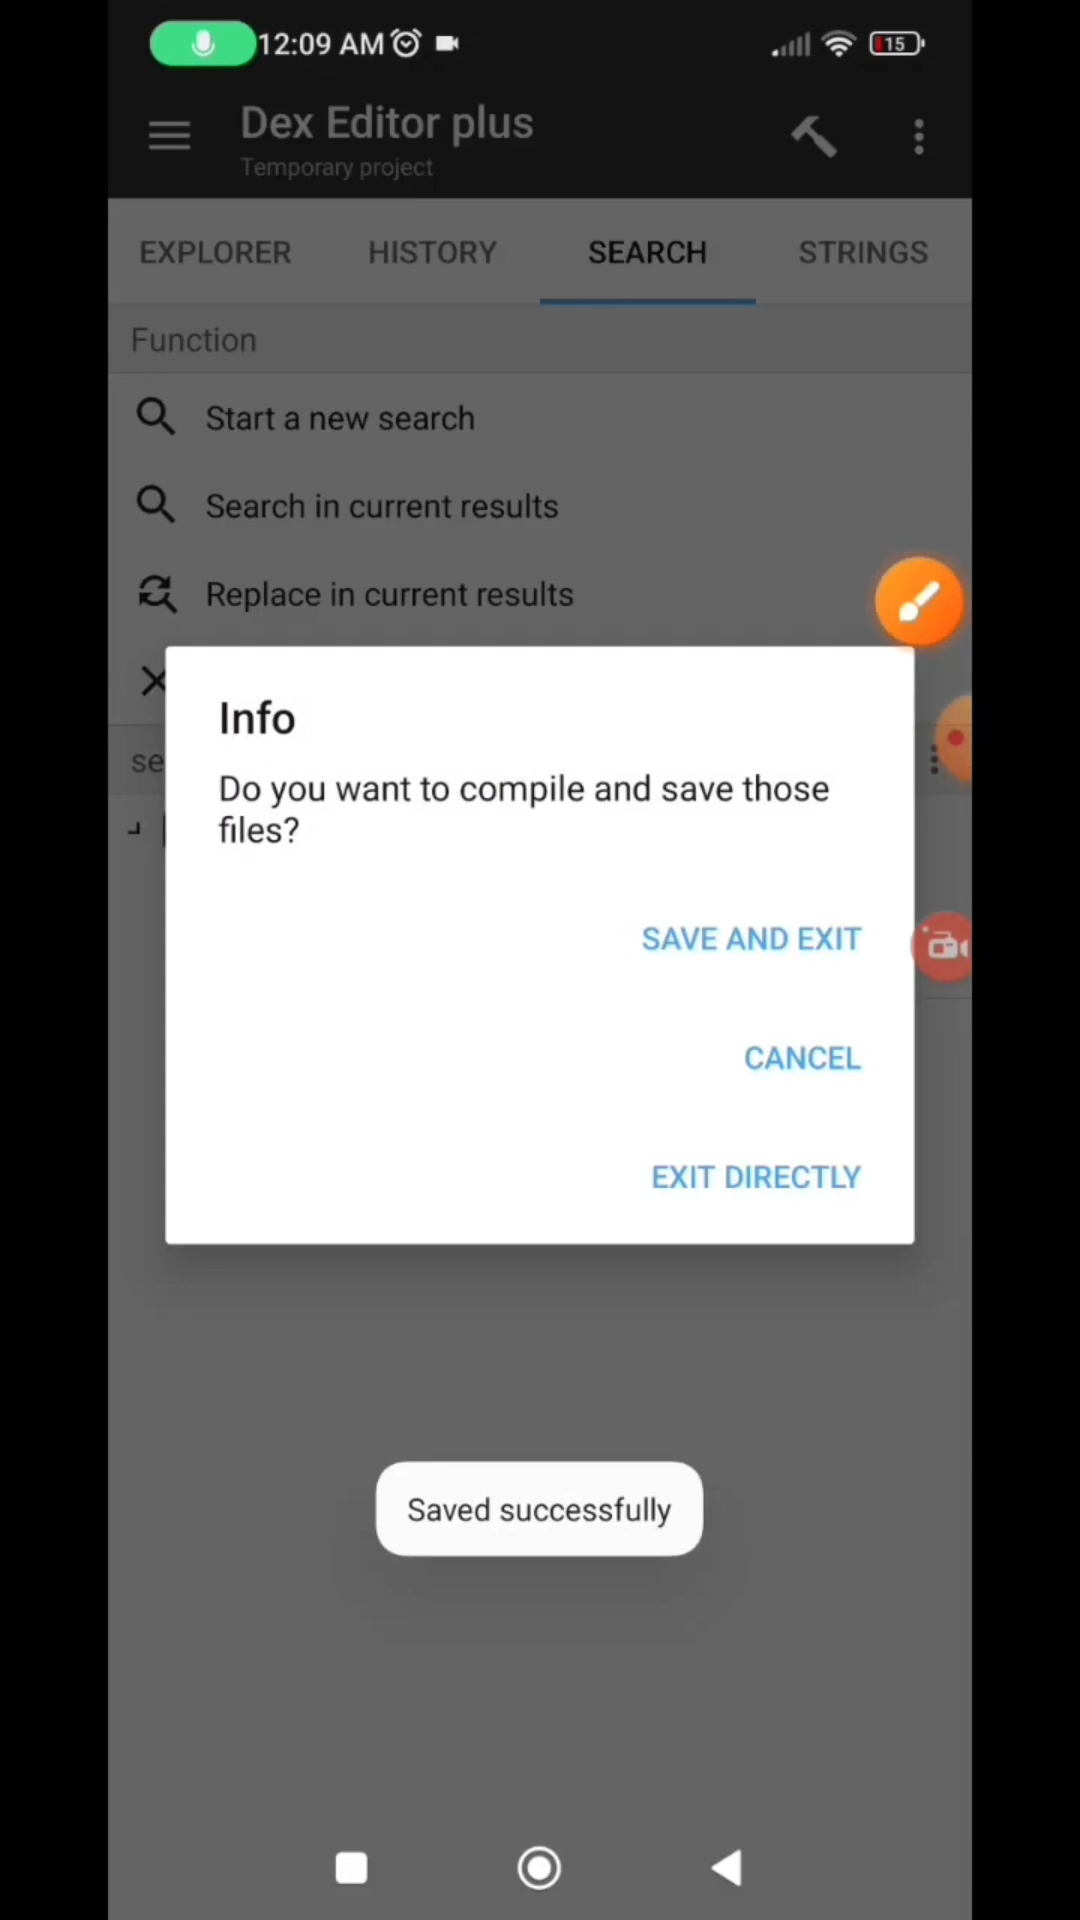 12:09 AM
15
Dex Editor plus
Temporary project
EXPLORER HISTORY SEARCH STRINGS
Function
Start a new search
Search in current results
Replace in current results
se
Info
Do you want to compile and save those
files?
SAVE AND EXIT
CANCEL
EXIT DIRECTLY
Saved successfully